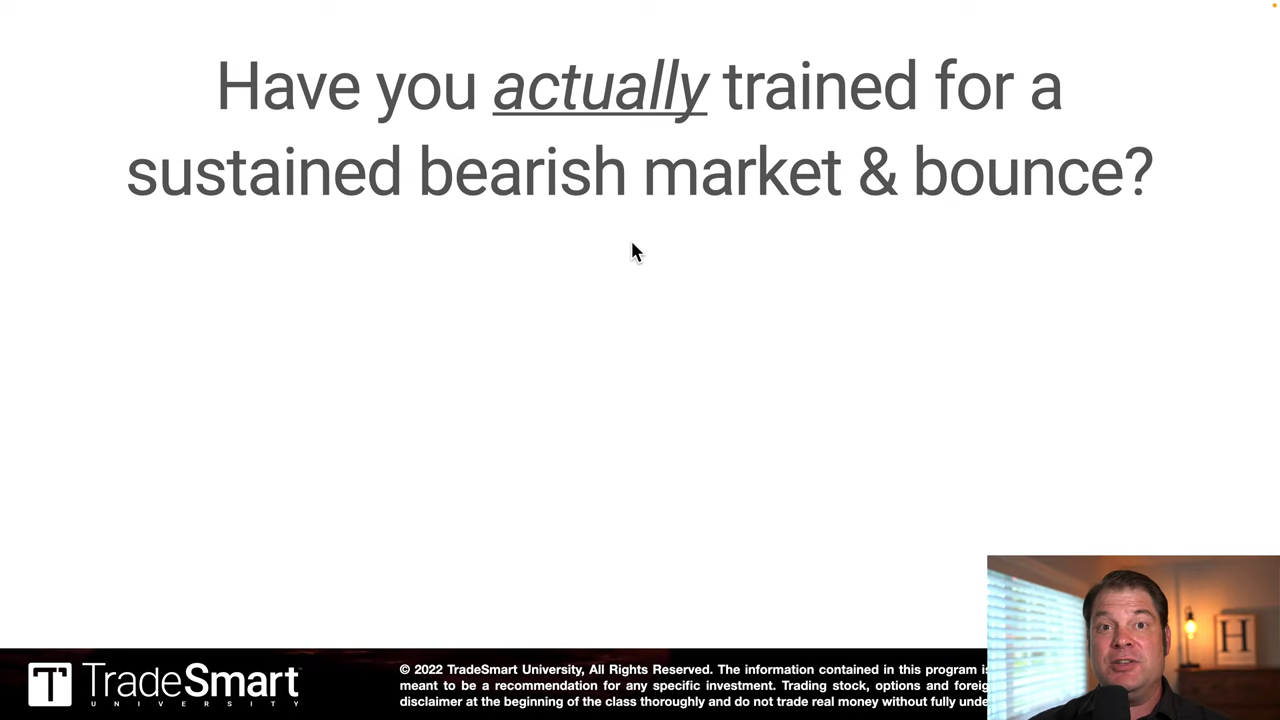 Have you actually trained for a
sustained bearish market & bounce?
H
TradeSmart
UNIVERSITY
© 2022 TradeSmart University, All Rights Reserved. The information contained in this program is
meant to be a recommendation for any specific investment. Trading stock, options and
disclaimer at the beginning of the class thoroughly and do not trade real money without fully